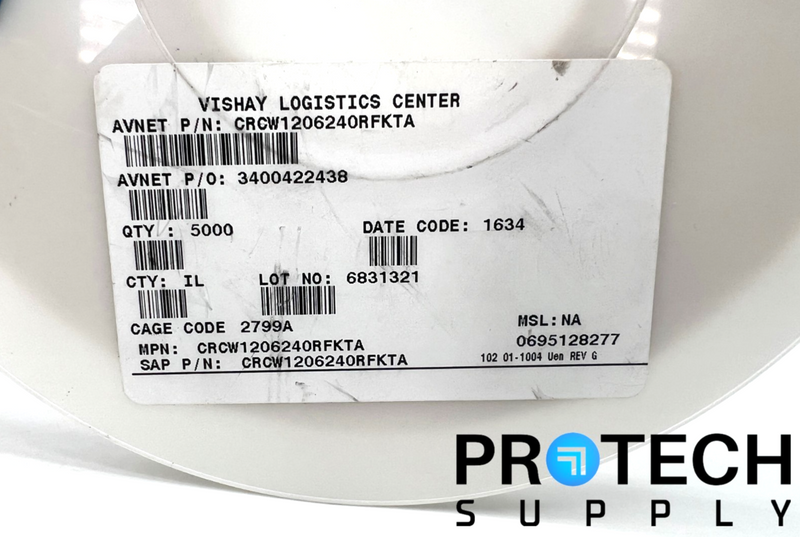 VISHAY LOGISTICS CENTER
AVNET P/N: CRCW1206240RFKTA
AVNET P/O: 3400422438
QTY : 5000 DATE CODE: 1634
CTY: IL LOT NO: 6831321
CAGE CODE 2799A MSL:NA
MPN: CRCW1206240RFKTA 0695128277
SAP P/N: CRCW1206240RFKTA 102 01-1004 Uen REV G
PROTECH
SUPPLY